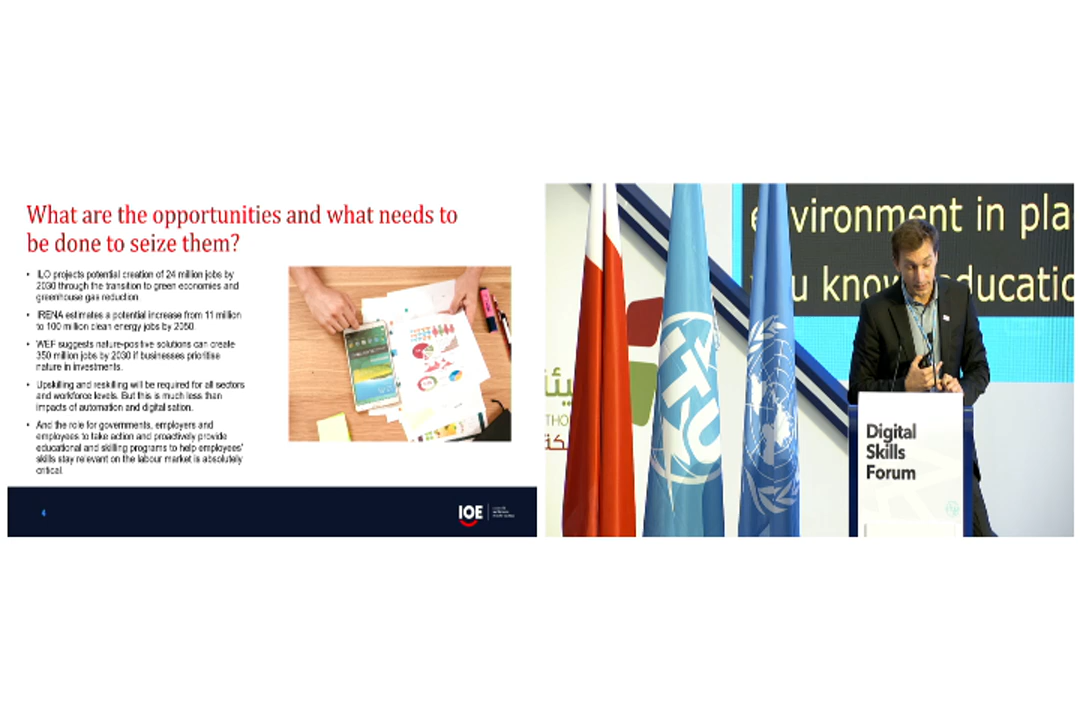 What are the opportunities and what needs to
be done to seize them?
• ILO projects potential creation of 24 million jobs by
2030 through the transition to green economies and
greenhouse gas reduction
• IRENA estimates a potential increase from 11 million
to 100 million clean energy jobs by 2050
• WEF suggests nature-positive solutions can create
350 million jobs by 2030 if businesses prioritise
nature in investments.
• Upskilling and reskilling will be required for all sectors
and workforce levels. But this is much less than
impacts of automation and digital sation.
• And the role for governments, employers and
employees to take action and proactively provide
educational and skilling programs to help employees'
skills stay relevant on the labour market is absolutely
critical.
4
IOE
environment in pla
u know educatio
ITU
Digital
Skills
Forum